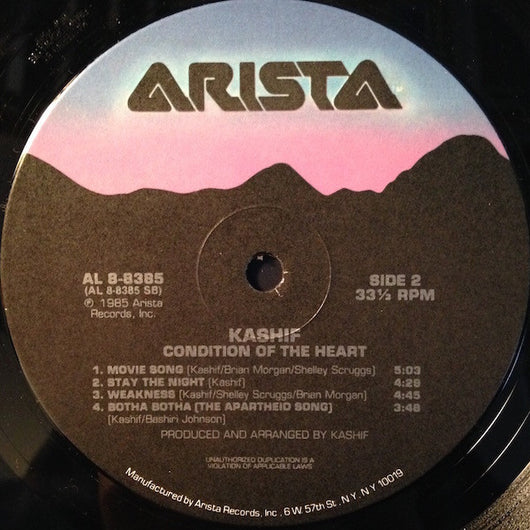 ARISTA
AL 8-8385
(AL 8-8385 SB)
℗ 1985 Arista
Records, Inc.
SIDE 2
33⅓ RPM
KASHIF
CONDITION OF THE HEART
1. MOVIE SONG [Kashif/Brian Morgan/Shelley Scruggs] 5:03
2. STAY THE NIGHT [Kashif] 4:29
3. WEAKNESS [Kashif/Shelley Scruggs/Brian Morgan] 4:45
4. BOTHA BOTHA [THE APARTHEID SONG] 3:48
[Kashif/Bashiri Johnson]
PRODUCED AND ARRANGED BY KASHIF
UNAUTHORIZED DUPLICATION IS A
VIOLATION OF APPLICABLE LAWS
Manufactured by Arista Records, Inc., 6 W 57th St., N.Y., N.Y. 10019